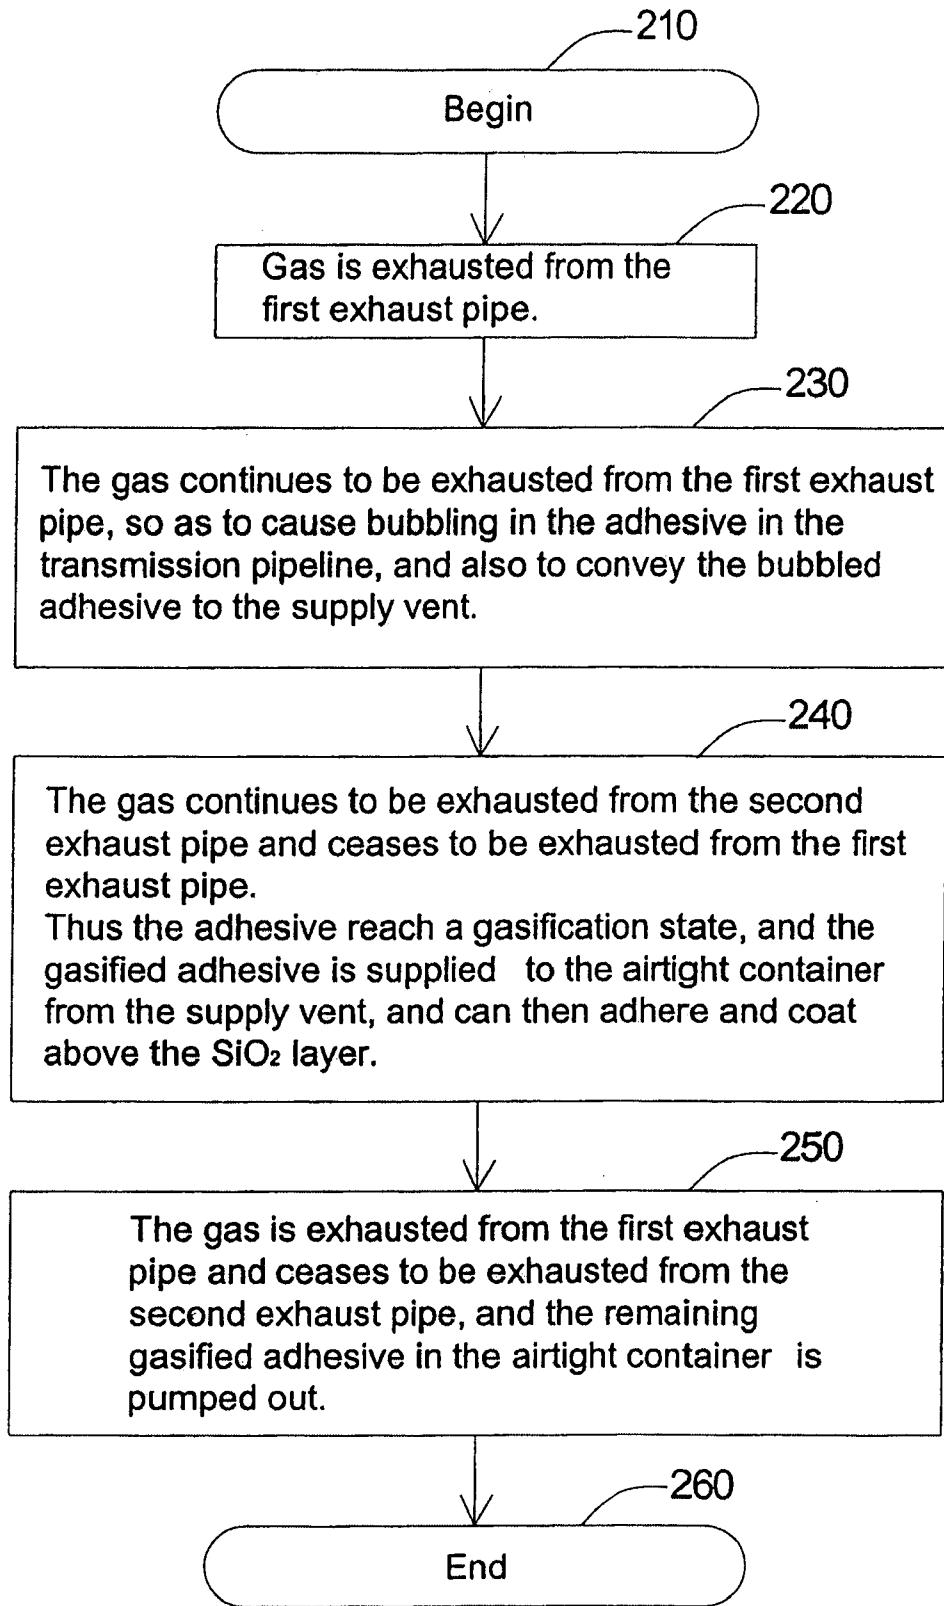 210
Begin
220
Gas is exhausted from the
first exhaust pipe.
230
The gas continues to be exhausted from the first exhaust
pipe, so as to cause bubbling in the adhesive in the
transmission pipeline, and also to convey the bubbled
adhesive to the supply vent.
240
The gas continues to be exhausted from the second
exhaust pipe and ceases to be exhausted from the first
exhaust pipe.
Thus the adhesive reach a gasification state, and the
gasified adhesive is supplied to the airtight container
from the supply vent, and can then adhere and coat
above the SiO₂ layer.
250
The gas is exhausted from the first exhaust
pipe and ceases to be exhausted from the
second exhaust pipe, and the remaining
gasified adhesive in the airtight container is
pumped out.
260
End